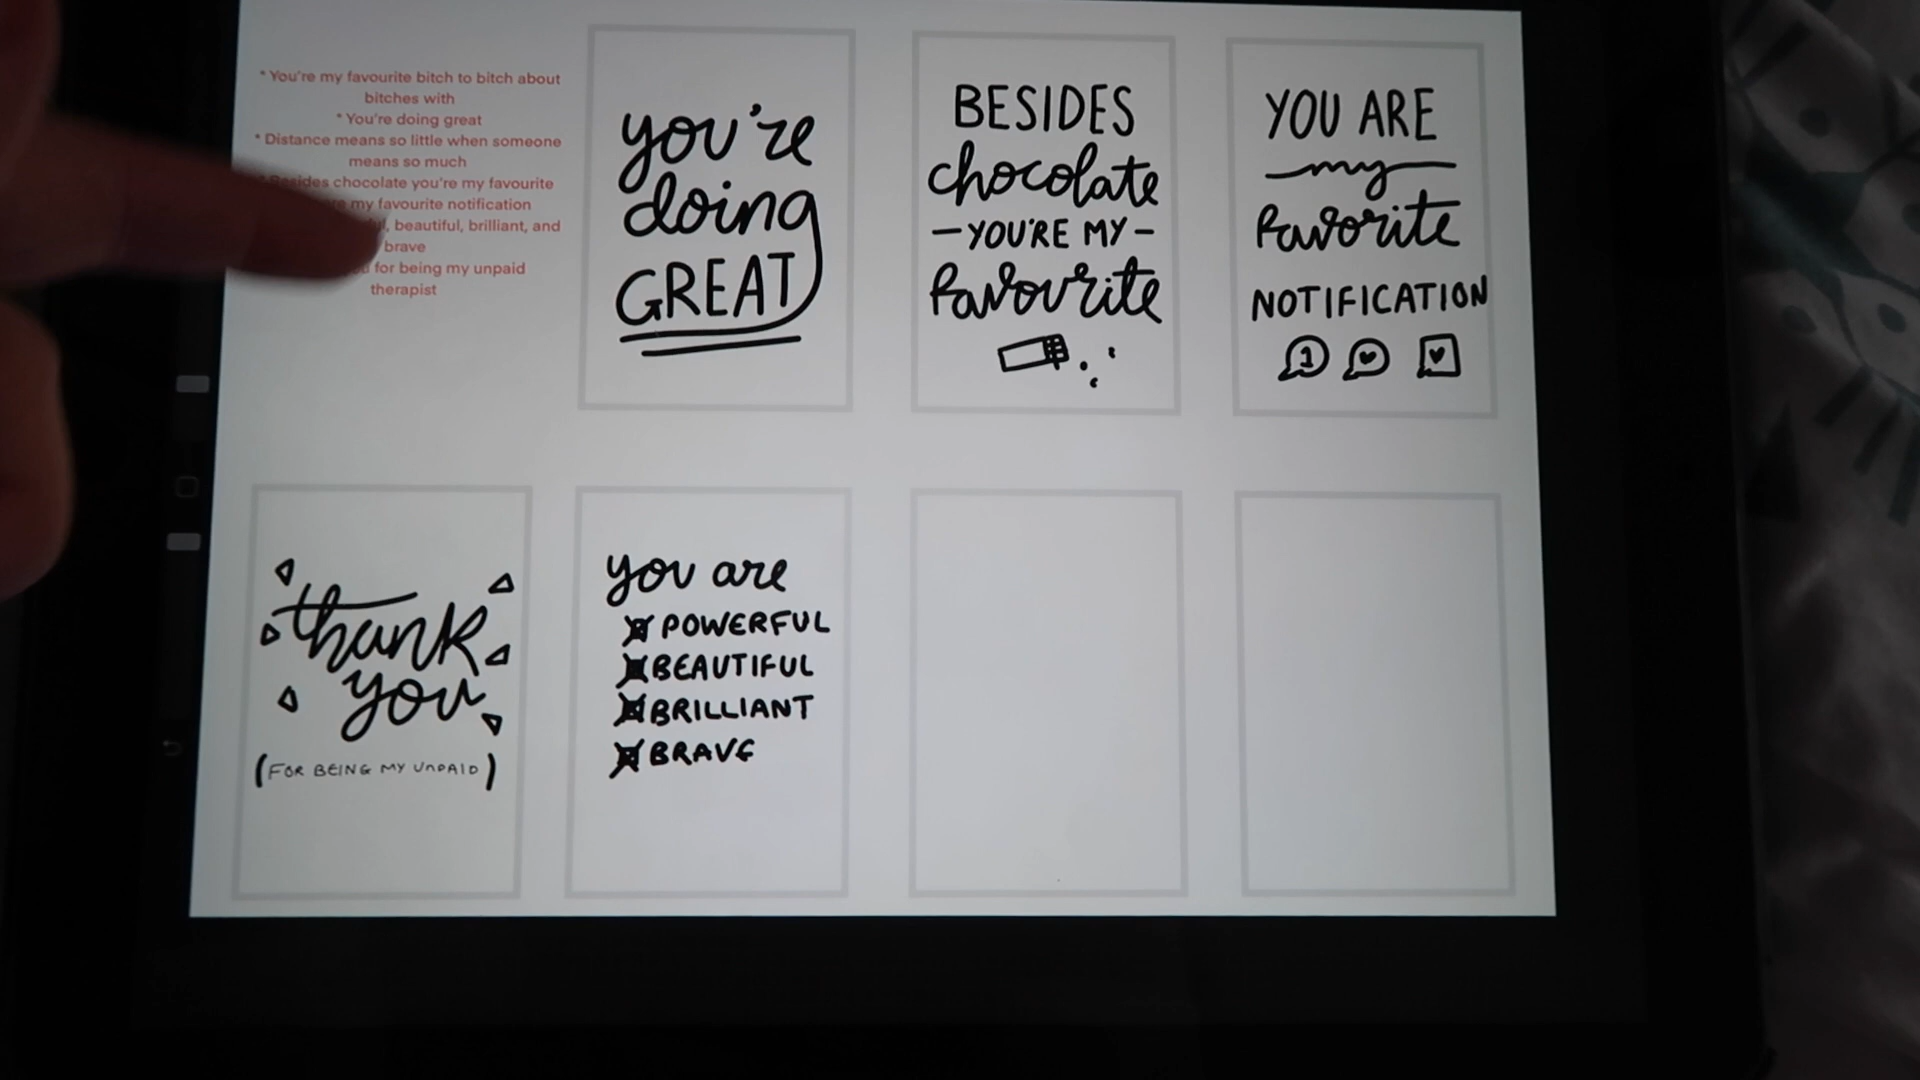 * You're my favourite bitch to bitch about
bitches with
* You're doing great
* Distance means so little when someone
means so much
chocolate you're my favourite
my favourite notification
beautiful, brilliant, and
brave
for being my unpaid
therapist
you're
doing
GREAT
BESIDES
chocolate
-YOU'RE MY-
favourite
YOU ARE
my
favorite
NOTIFICATION
1
thank
you
(FOR BEING MY UNPAID)
you are
POWERFUL
BEAUTIFUL
BRILLIANT
BRAVE